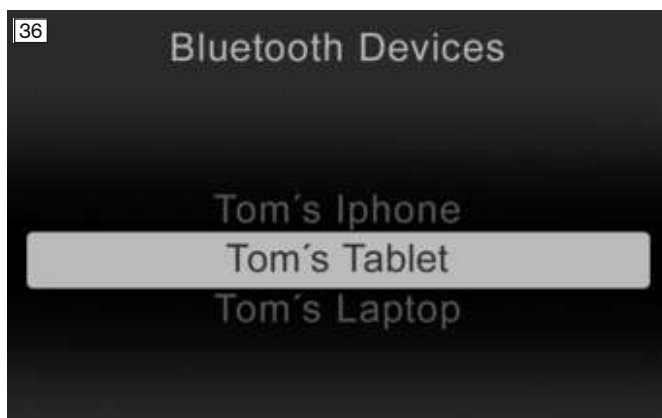 36
Bluetooth Devices
Tom´s Iphone
Tom´s Tablet
Tom´s Laptop